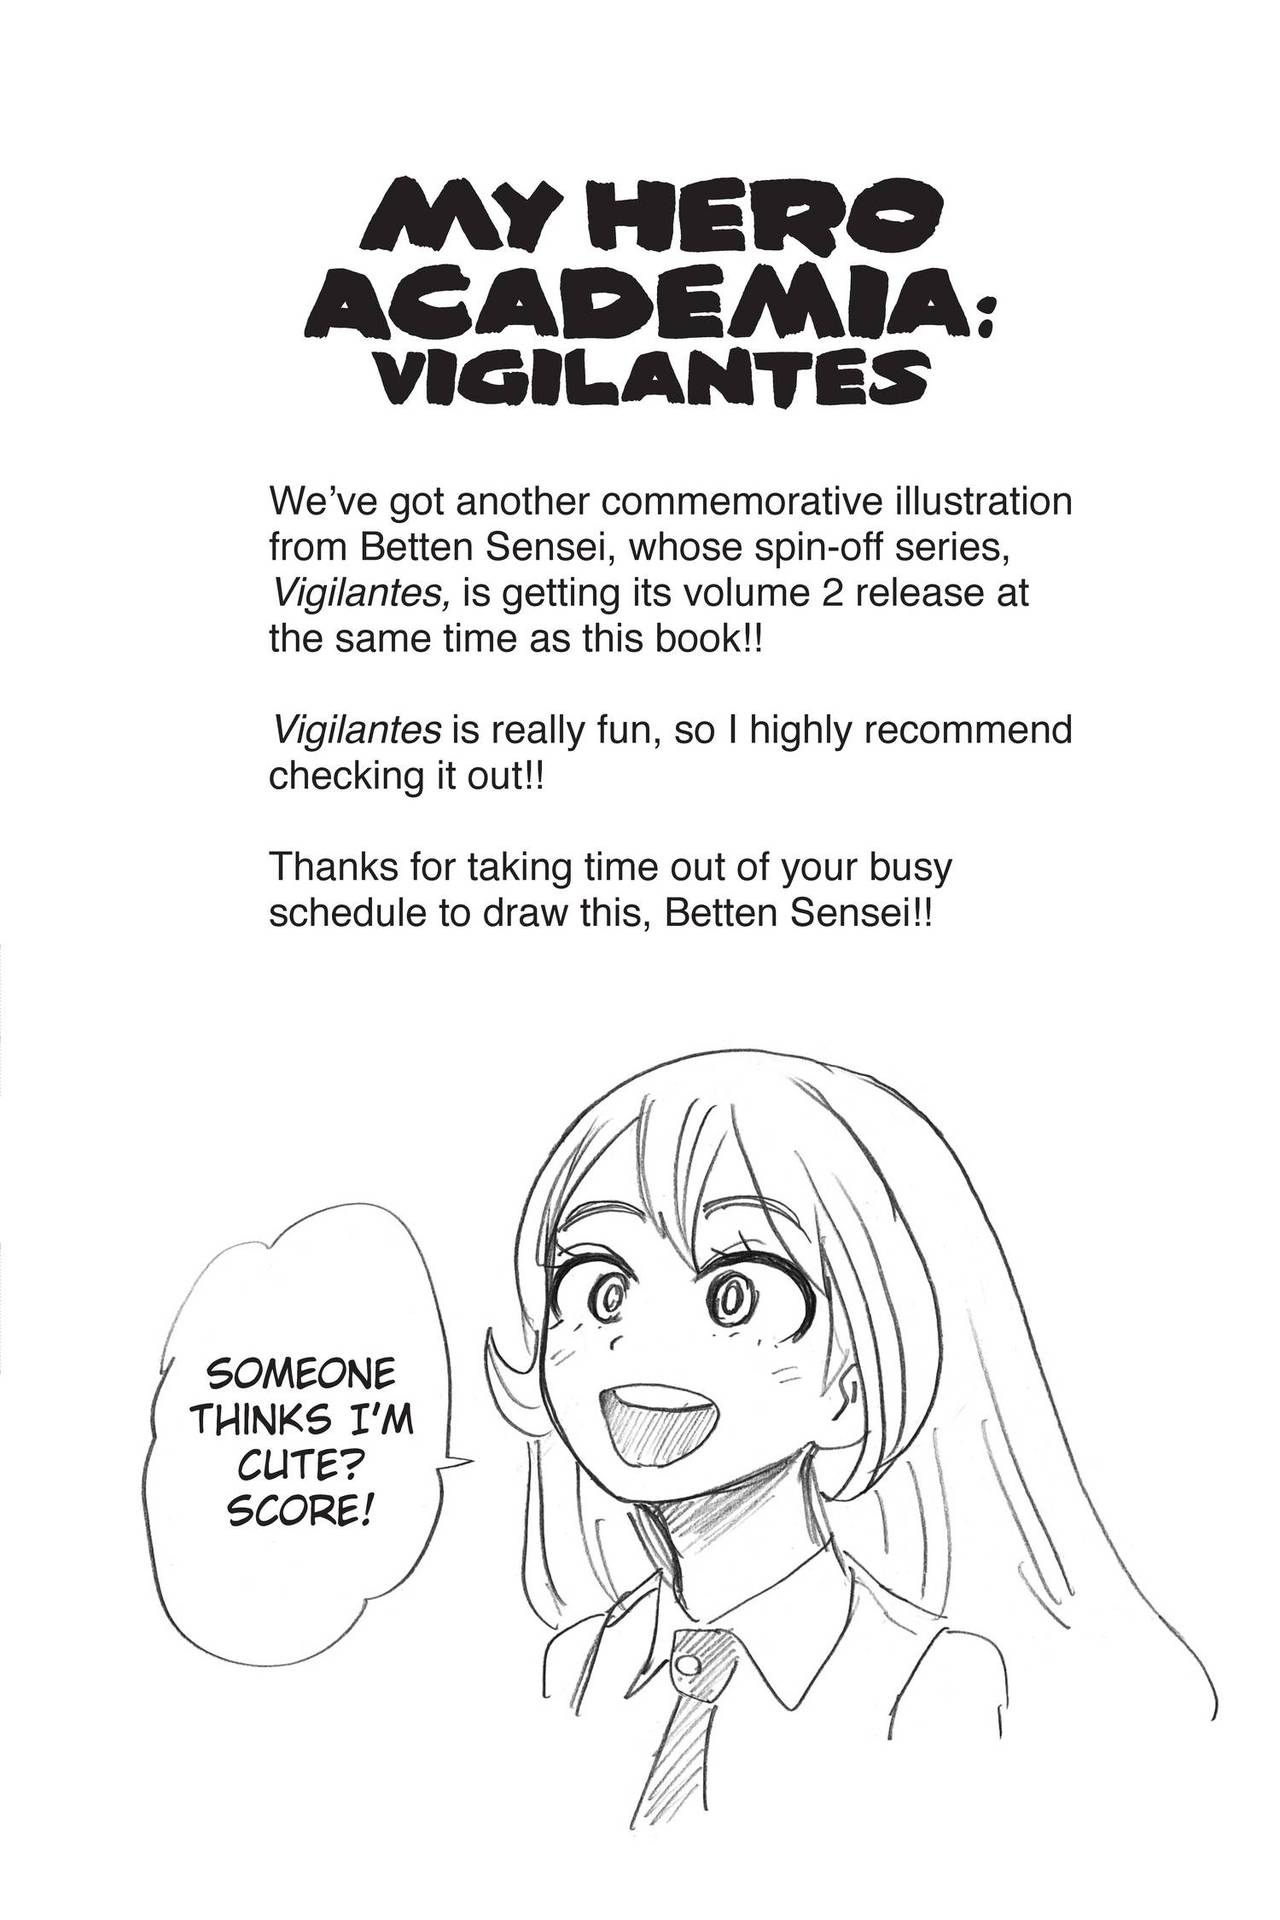 MY HERO
ACADEMIA:
VIGILANTES
We've got another commemorative illustration
from Betten Sensei, whose spin-off series,
Vigilantes, is getting its volume 2 release at
the same time as this book!!
Vigilantes is really fun, so I highly recommend
checking it out!!
Thanks for taking time out of your busy
schedule to draw this, Betten Sensei!!
SOMEONE
THINKS I'M
CUTE?
SCORE!